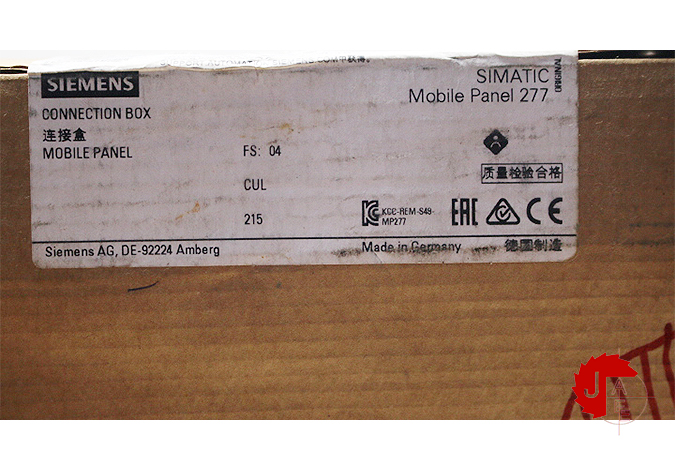 SIEMENS
CONNECTION BOX
连接盒
MOBILE PANEL
FS: 04
CUL
215
SIMATIC
Mobile Panel 277
ORIGINAL
质量检验合格
KCC-REM-S49-
MP277
EAC
CE
Siemens AG, DE-92224 Amberg
Made in Germany
德国制造
J